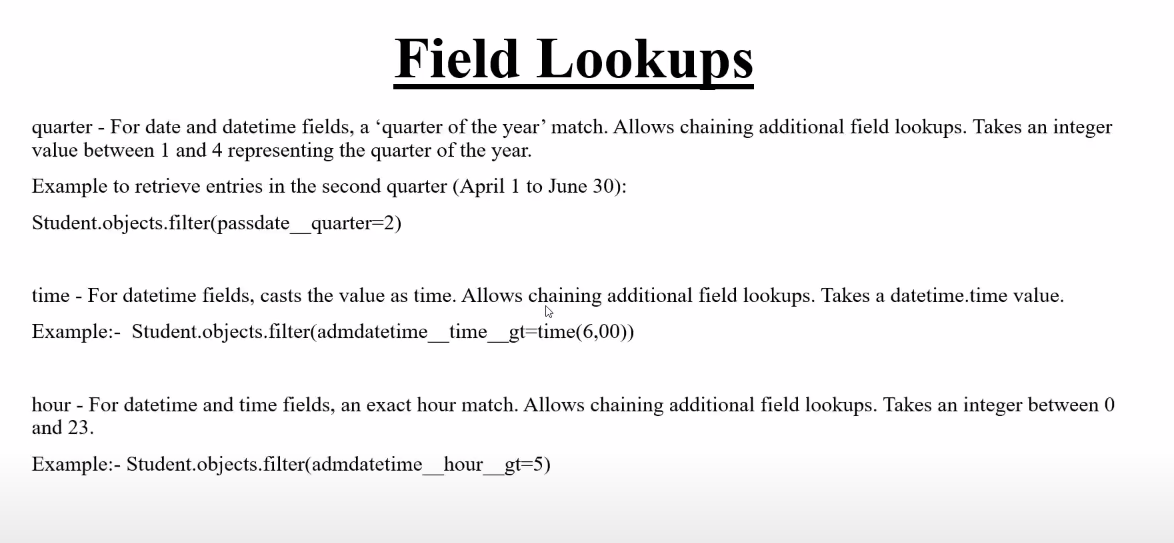 Field Lookups
quarter - For date and datetime fields, a ‘quarter of the year’ match. Allows chaining additional field lookups. Takes an integer
value between 1 and 4 representing the quarter of the year.
Example to retrieve entries in the second quarter (April 1 to June 30):
Student.objects.filter(passdate__quarter=2)
time - For datetime fields, casts the value as time. Allows chaining additional field lookups. Takes a datetime.time value.
Example:- Student.objects.filter(admdatetime__time__gt=time(6,00))
hour - For datetime and time fields, an exact hour match. Allows chaining additional field lookups. Takes an integer between 0
and 23.
Example:- Student.objects.filter(admdatetime__hour__gt=5)